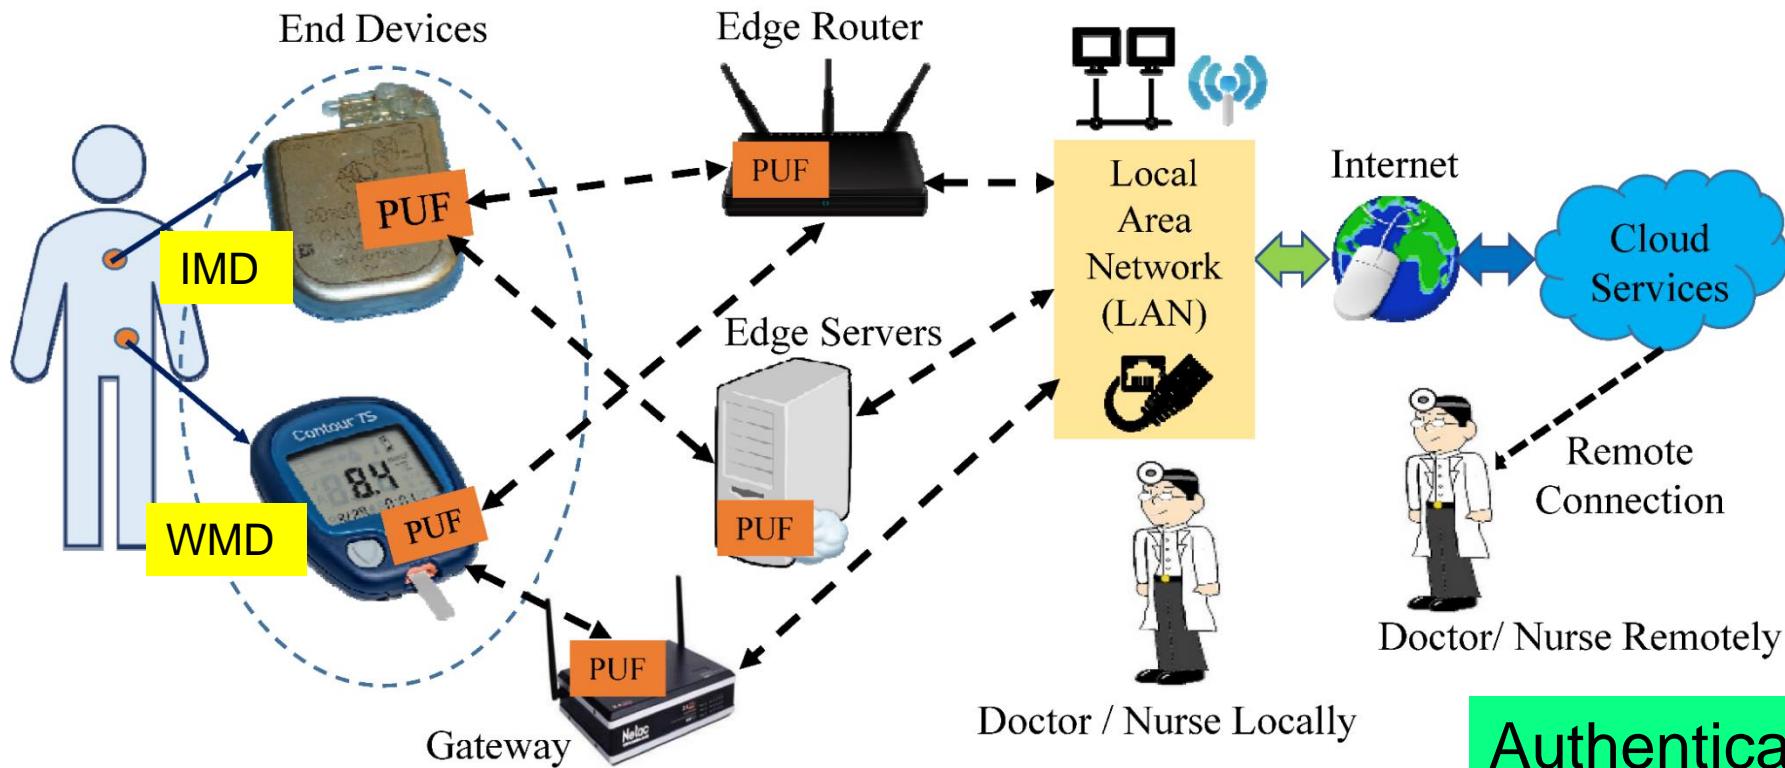 End Devices
Edge Router
PUF
PUF
IMD
Local
Area
Network
(LAN)
Internet
Cloud
Services
Edge Servers
Contour TS
8.4
PUF
WMD
PUF
Remote
Connection
PUF
Netac
Gateway
Doctor / Nurse Locally
Doctor/ Nurse Remotely
Authentica